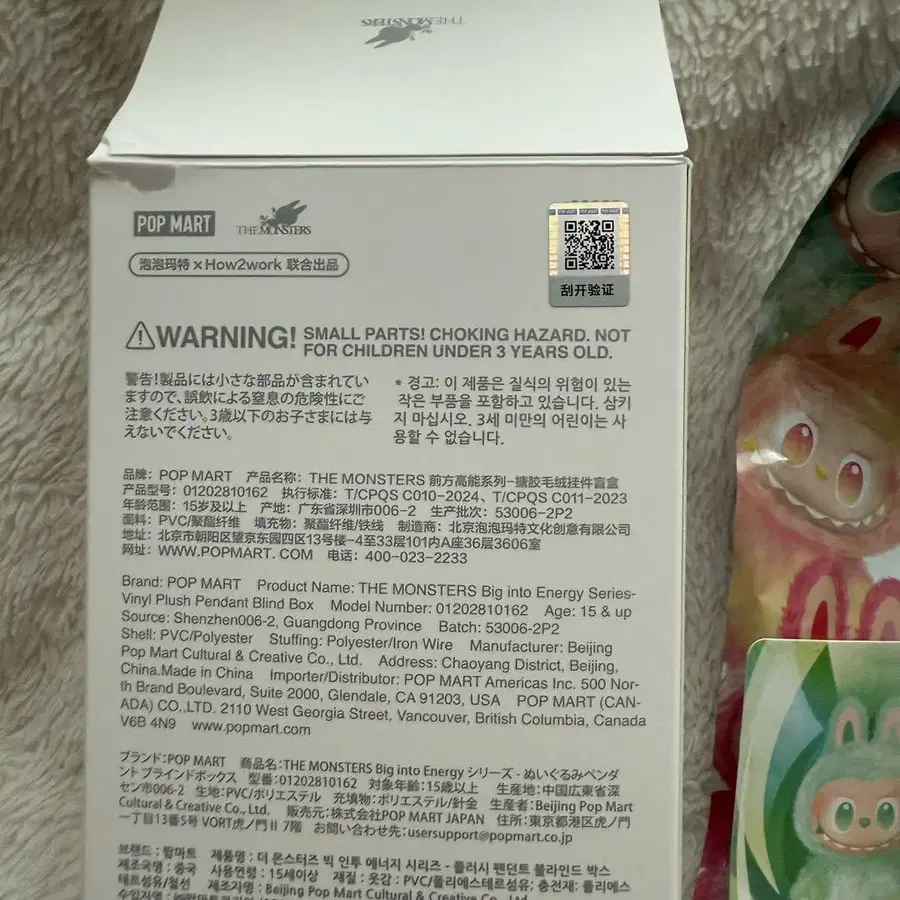 THE MONSTERS
POP MART
THE MONSTERS
泡泡玛特×How2work 联合出品
POP MART POP MART POP MART
刮开验证
WARNING! SMALL PARTS! CHOKING HAZARD. NOT
FOR CHILDREN UNDER 3 YEARS OLD.
警告!製品には小さな部品が含まれてい
ますので、誤飲による窒息の危険性にご
注意ください。3歳以下のお子さまには与
えないでください。
* 경고: 이 제품은 질식의 위험이 있는
작은 부품을 포함하고 있습니다. 삼키
지 마십시오. 3세 미만의 어린이는 사
용할 수 없습니다.
品牌：POP MART 产品名称：THE MONSTERS 前方高能系列-搪胶毛绒挂件盲盒
产品型号：01202810162 执行标准：T/CPQS C010-2024、T/CPQS C011-2023
年龄范围：15岁及以上 产地：广东省深圳市006-2 生产批次：53006-2P2
面料：PVC/聚酯纤维 填充物：聚酯纤维/铁线 制造商：北京泡泡玛特文化创意有限公司
地址：北京市朝阳区望京东园四区13号楼-4至33层101内A座36层3606室
网址：WWW.POPMART.COM 电话：400-023-2233
Brand: POP MART Product Name: THE MONSTERS Big into Energy Series-
Vinyl Plush Pendant Blind Box Model Number: 01202810162 Age: 15 & up
Source: Shenzhen006-2, Guangdong Province Batch: 53006-2P2
Shell: PVC/Polyester Stuffing: Polyester/Iron Wire Manufacturer: Beijing
Pop Mart Cultural & Creative Co., Ltd. Address: Chaoyang District, Beijing,
China.Made in China Importer/Distributor: POP MART Americas Inc. 500 Nor-
th Brand Boulevard, Suite 2000, Glendale, CA 91203, USA POP MART (CAN-
ADA) CO.,LTD. 2110 West Georgia Street, Vancouver, British Columbia, Canada
V6B 4N9 www.popmart.com
ブランド:POP MART 商品名:THE MONSTERS Big into Energy シリーズ - ぬいぐるみペンダ
ント ブラインドボックス 型番:01202810162 対象年齢:15歳以上 生産地:中国広東省深
セン市006-2 生地:PVC/ポリエステル 充填物:ポリエステル/針金 生産者:Beijing Pop Mart
Cultural & Creative Co., Ltd. 販売元:株式会社POP MART JAPAN 住所:東京都港区虎ノ門
一丁目13番5号 VORT虎ノ門Ⅱ 7階 お問い合わせ先:usersupport@popmart.co.jp
브랜드 : 팝마트 제품명 : 더 몬스터즈 빅 인투 에너지 시리즈 - 플러시 펜던트 블라인드 박스
제조국명 : 중국 사용연령 : 15세이상 재질 : 옷감 : PVC/폴리에스테르섬유; 충전재: 폴리에스
테르섬유/철선 제조자명 : Beijing Pop Mart Cultural & Creative Co., Ltd.